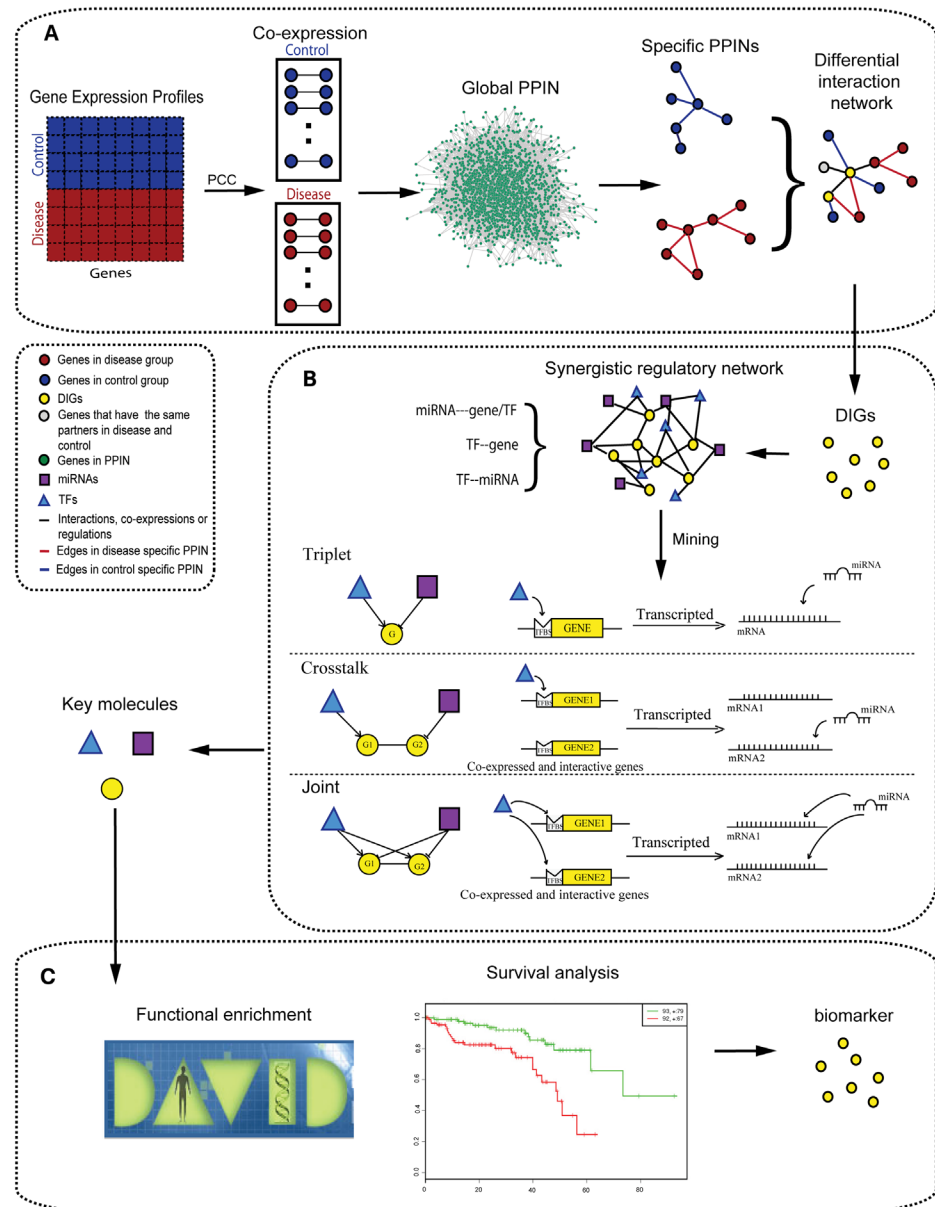 A
Gene Expression Profiles
Control
Disease
Genes
PCC
Co-expression
Control
Disease
Global PPIN
Specific PPINs
Differential
interaction
network
Genes in disease group
Genes in control group
DIGs
Genes that have the same
partners in disease and
control
Genes in PPIN
miRNAs
TFs
Interactions, co-expressions or
regulations
Edges in disease specific PPIN
Edges in control specific PPIN
B
Synergistic regulatory network
miRNA---gene/TF
TF--gene
TF--miRNA
DIGs
Mining
Triplet
G
TFBS
GENE
Transcripted
miRNA
mRNA
Crosstalk
G1
G2
TFBS
GENE1
TFBS
GENE2
Co-expressed and interactive genes
Transcripted
mRNA1
miRNA
mRNA2
Joint
G1
G2
TFBS
GENE1
TFBS
GENE2
Co-expressed and interactive genes
Transcripted
miRNA
mRNA1
mRNA2
Key molecules
C
Functional enrichment
DAVID
Survival analysis
93, +:79
92, +:67
1.0
0.8
0.6
0.4
0.2
0.0
0
20
40
60
80
biomarker